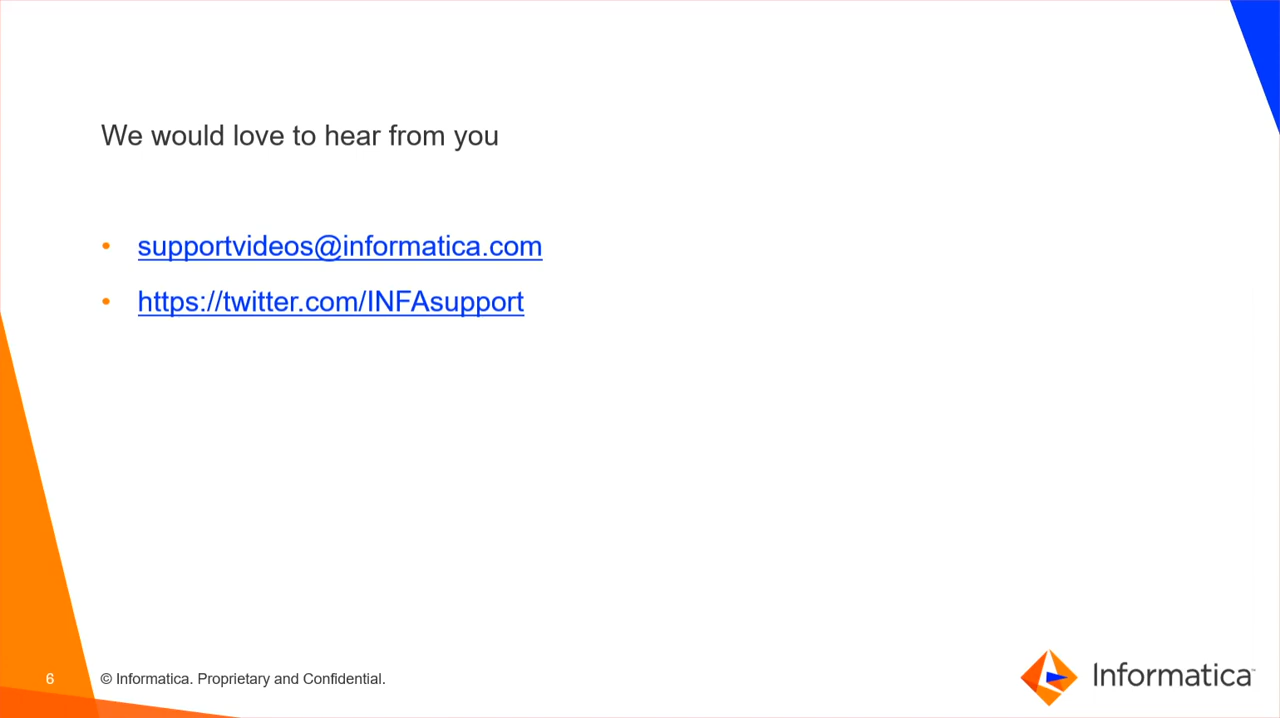 We would love to hear from you
• supportvideos@informatica.com
• https://twitter.com/INFAsupport
6
© Informatica. Proprietary and Confidential.
Informatica